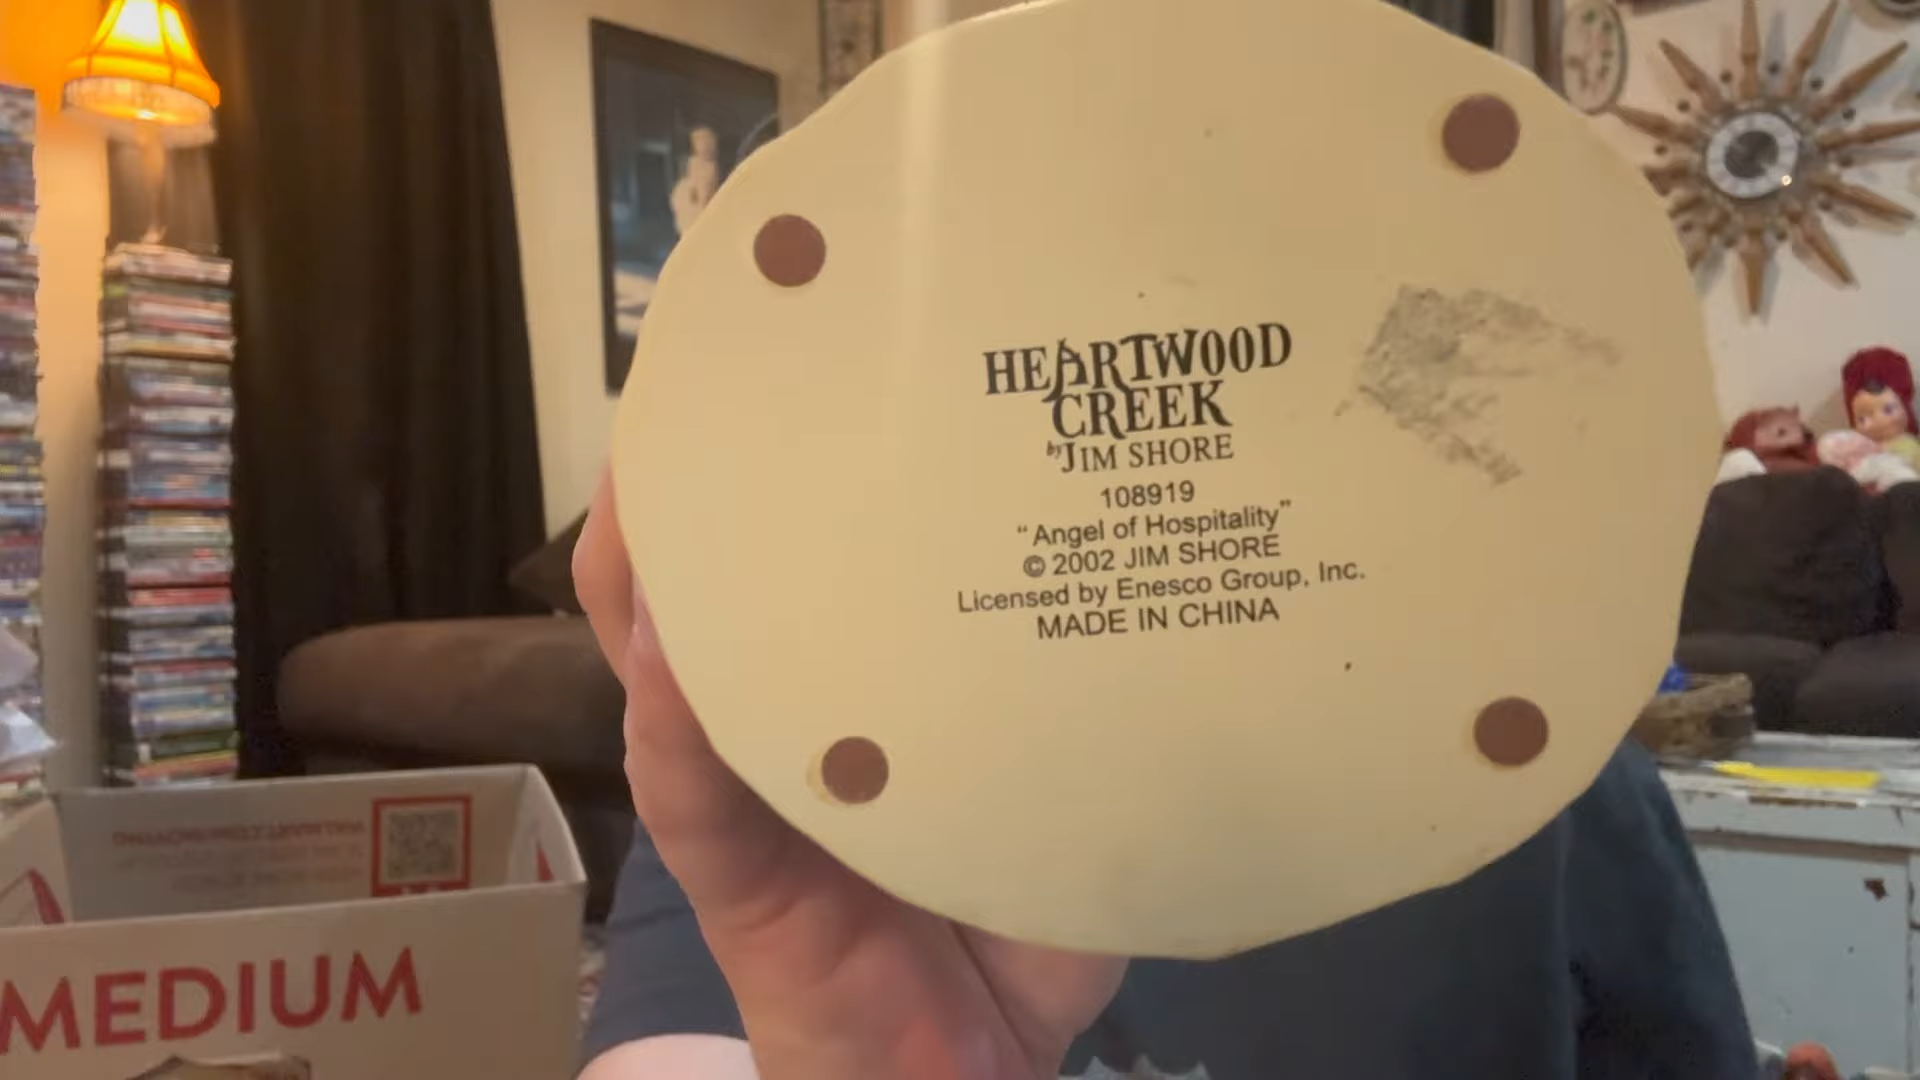 HEARTWOOD
CREEK
by JIM SHORE
108919
“Angel of Hospitality”
© 2002 JIM SHORE
Licensed by Enesco Group, Inc.
MADE IN CHINA
MEDIUM